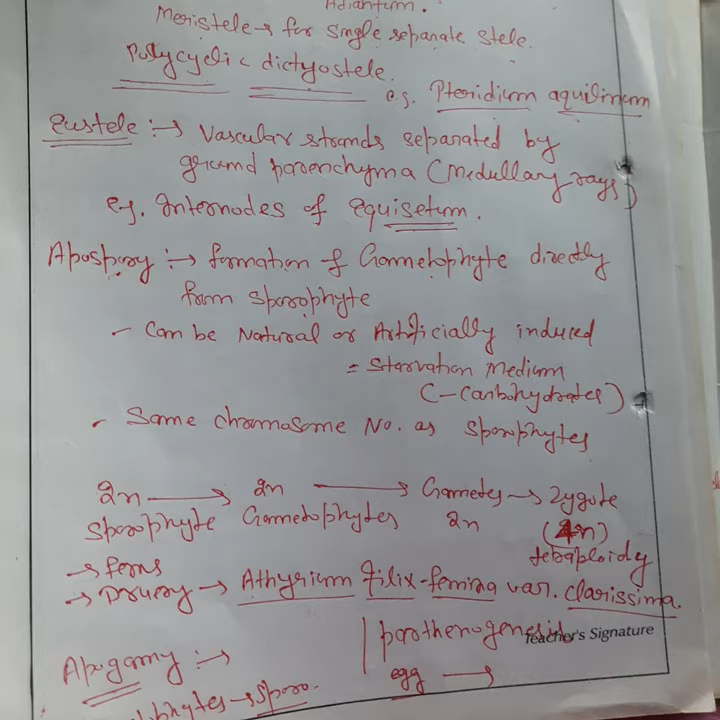 Adiantum.
Meristele → for single separate stele.
Polycyclic dictyostele.
e.g. Pteridium aquilinum
Eustele :→ Vascular strands separated by
ground parenchyma (Medullary rays)
eg. Internodes of Equisetum.
Apospory :→ formation of Gametophyte directly
from sporophyte
- Can be Natural or Artificially induced
= starvation Medium
(-Carbohydrates)
- Same chromosome No. as sporophytes
2n → 2n → Gametes → Zygote
Sporophyte Gametophytes 2n (4n)
tetraploidy
→ ferns
→ Druery → Athyrium filix-femina var. clarissima.
parthenogenesis
Teacher's Signature
Apogamy :→
egg →
→ sporo.